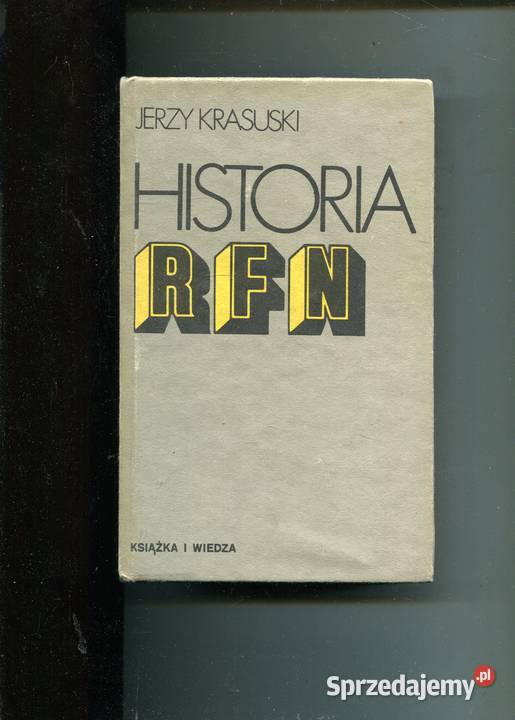 JERZY KRASUSKI
HISTORIA
RFN
KSIĄŻKA I WIEDZA
Sprzedajemy.pl